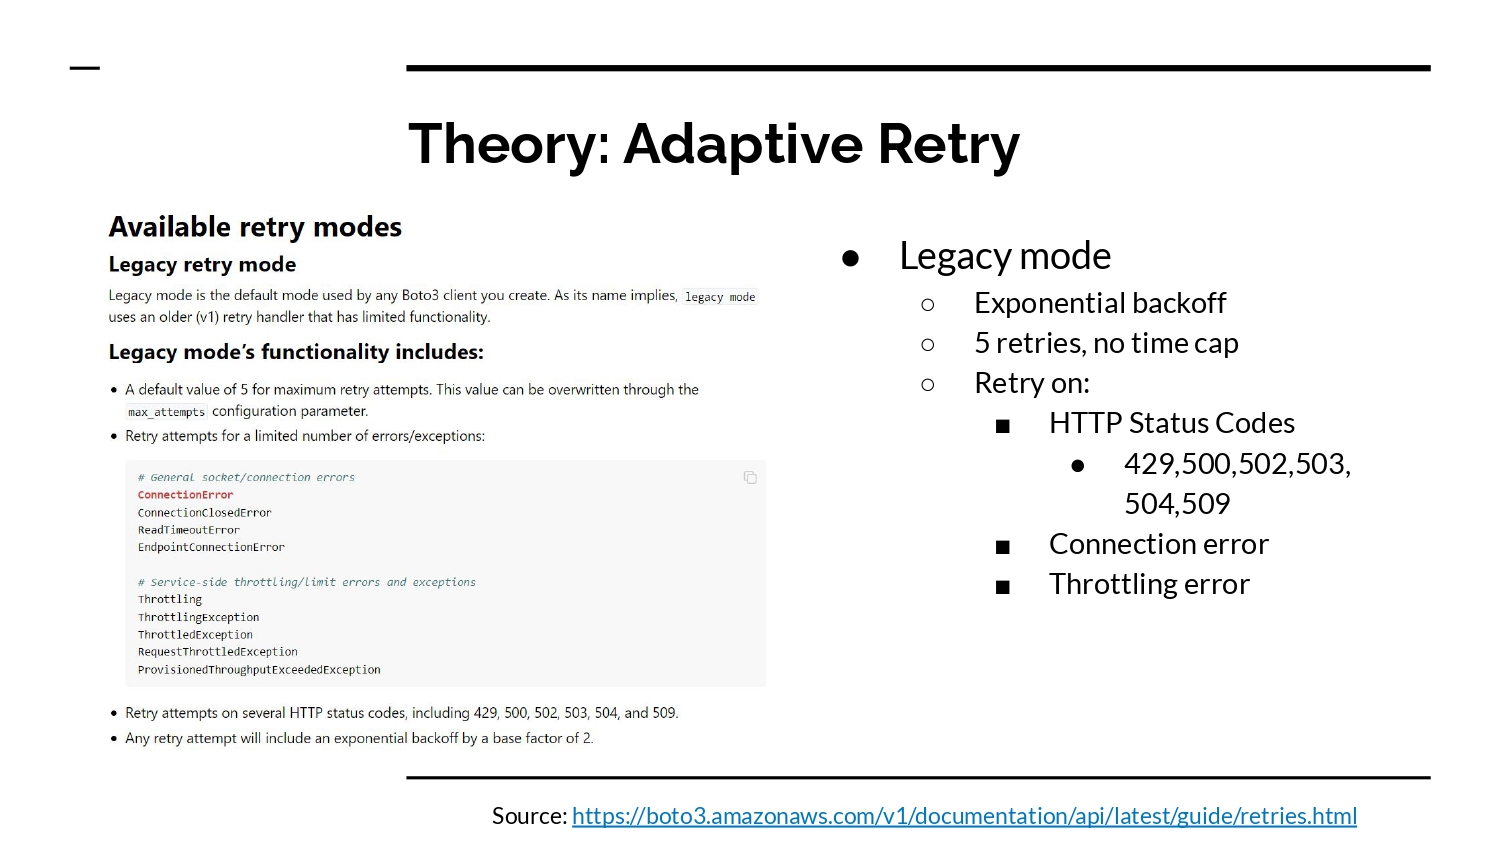 Theory: Adaptive Retry
Available retry modes
Legacy retry mode
Legacy mode is the default mode used by any Boto3 client you create. As its name implies, legacy mode
uses an older (v1) retry handler that has limited functionality.
Legacy mode’s functionality includes:
• A default value of 5 for maximum retry attempts. This value can be overwritten through the
max_attempts configuration parameter.
• Retry attempts for a limited number of errors/exceptions:
# General socket/connection errors
ConnectionError
ConnectionClosedError
ReadTimeoutError
EndpointConnectionError
# Service-side throttling/limit errors and exceptions
Throttling
ThrottlingException
ThrottledException
RequestThrottledException
ProvisionedThroughputExceededException
• Retry attempts on several HTTP status codes, including 429, 500, 502, 503, 504, and 509.
• Any retry attempt will include an exponential backoff by a base factor of 2.
● Legacy mode
○ Exponential backoff
○ 5 retries, no time cap
○ Retry on:
■ HTTP Status Codes
● 429,500,502,503,
504,509
■ Connection error
■ Throttling error
Source: https://boto3.amazonaws.com/v1/documentation/api/latest/guide/retries.html